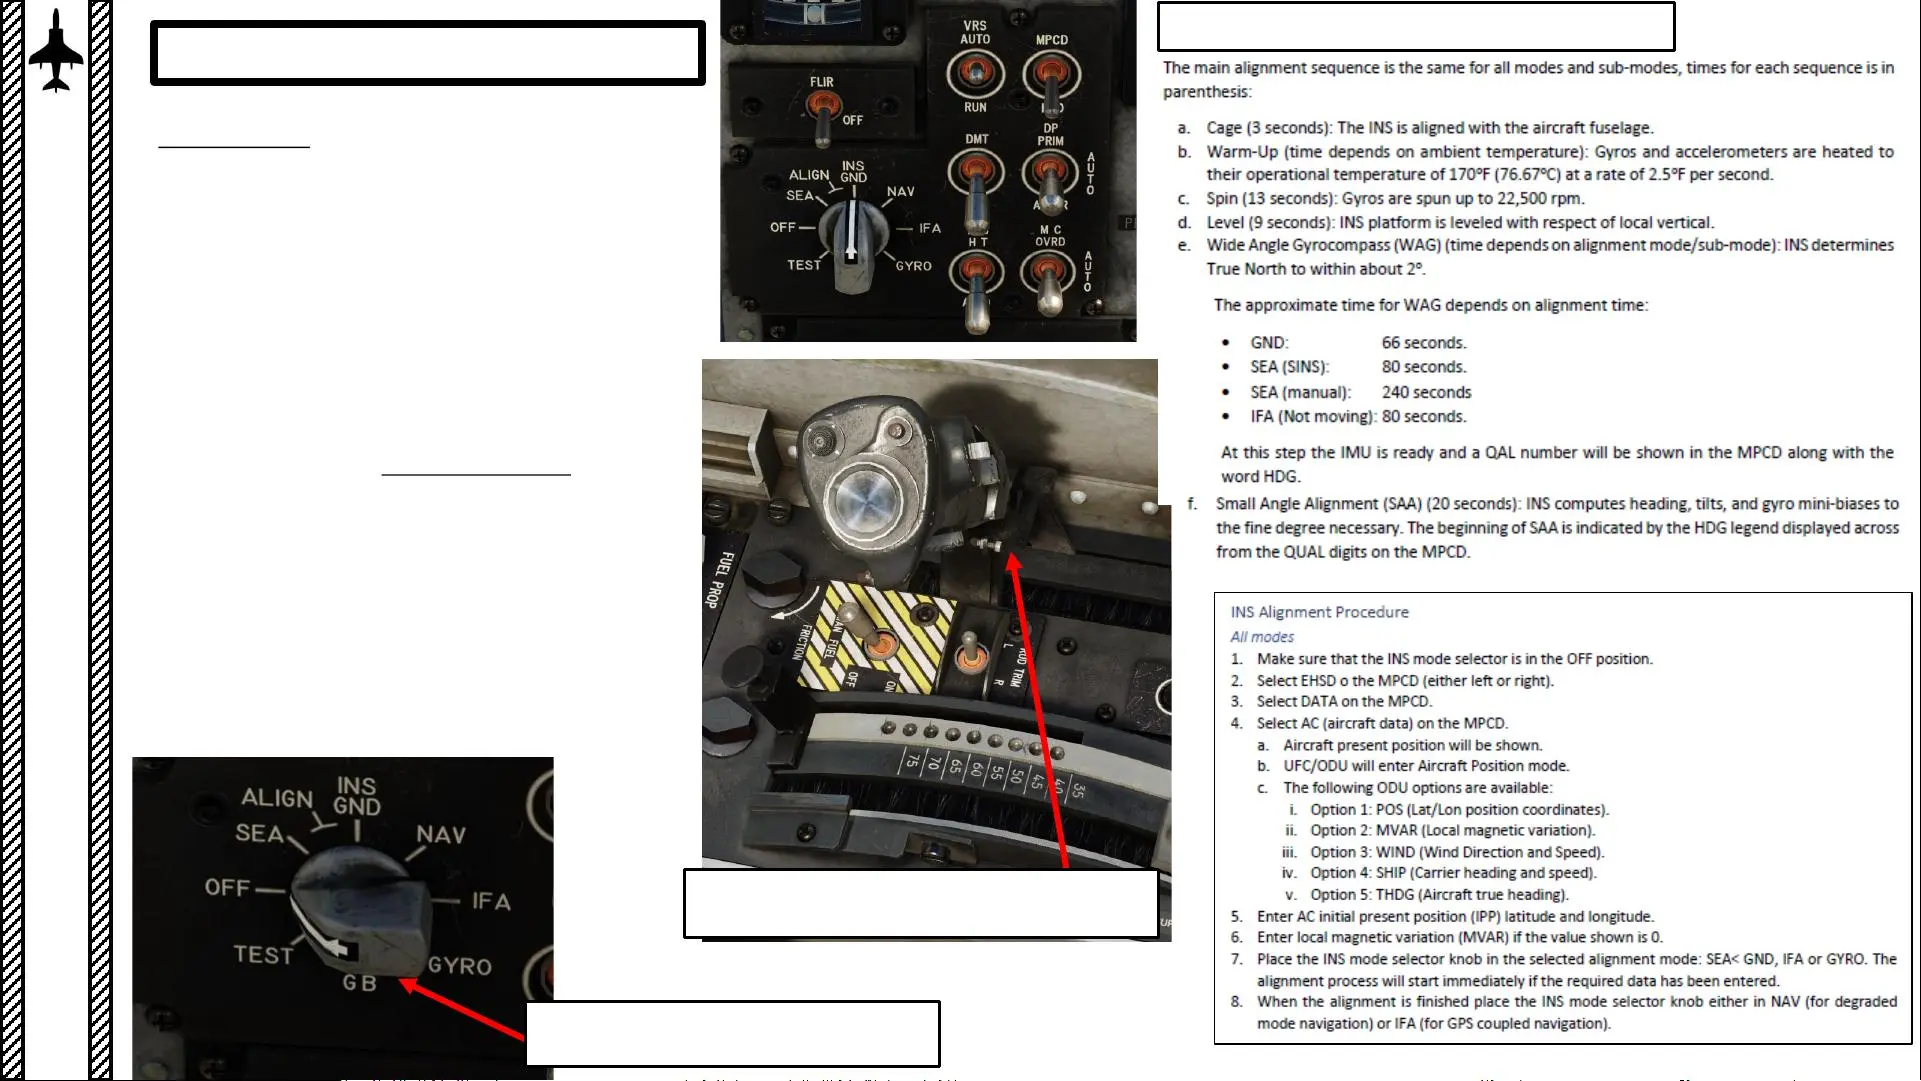 VRS
AUTO
MPCD
FLIR
OFF
RUN
DMT
DP
PRIM
AUTO
INS
ALIGN GND
SEA NAV
OFF IFA
TEST GYRO
H T
M C
OVRD
AUTO
The main alignment sequence is the same for all modes and sub-modes, times for each sequence is in
parenthesis:
a. Cage (3 seconds): The INS is aligned with the aircraft fuselage.
b. Warm-Up (time depends on ambient temperature): Gyros and accelerometers are heated to
their operational temperature of 170ºF (76.67ºC) at a rate of 2.5ºF per second.
c. Spin (13 seconds): Gyros are spun up to 22,500 rpm.
d. Level (9 seconds): INS platform is leveled with respect of local vertical.
e. Wide Angle Gyrocompass (WAG) (time depends on alignment mode/sub-mode): INS determines
True North to within about 2º.
The approximate time for WAG depends on alignment time:
• GND: 66 seconds.
• SEA (SINS): 80 seconds.
• SEA (manual): 240 seconds
• IFA (Not moving): 80 seconds.
At this step the IMU is ready and a QAL number will be shown in the MPCD along with the
word HDG.
f. Small Angle Alignment (SAA) (20 seconds): INS computes heading, tilts, and gyro mini-biases to
the fine degree necessary. The beginning of SAA is indicated by the HDG legend displayed across
from the QUAL digits on the MPCD.
FUEL PROP
FRICTION
MAN FUEL
OFF
ON
RUD TRIM
L
R
75 70 65 60 55 50 45 40 35
INS Alignment Procedure
All modes
1. Make sure that the INS mode selector is in the OFF position.
2. Select EHSD o the MPCD (either left or right).
3. Select DATA on the MPCD.
4. Select AC (aircraft data) on the MPCD.
a. Aircraft present position will be shown.
b. UFC/ODU will enter Aircraft Position mode.
c. The following ODU options are available:
i. Option 1: POS (Lat/Lon position coordinates).
ii. Option 2: MVAR (Local magnetic variation).
iii. Option 3: WIND (Wind Direction and Speed).
iv. Option 4: SHIP (Carrier heading and speed).
v. Option 5: THDG (Aircraft true heading).
5. Enter AC initial present position (IPP) latitude and longitude.
6. Enter local magnetic variation (MVAR) if the value shown is 0.
7. Place the INS mode selector knob in the selected alignment mode: SEA< GND, IFA or GYRO. The
alignment process will start immediately if the required data has been entered.
8. When the alignment is finished place the INS mode selector knob either in NAV (for degraded
mode navigation) or IFA (for GPS coupled navigation).
INS
ALIGN GND
SEA NAV
OFF IFA
TEST GYRO
G B